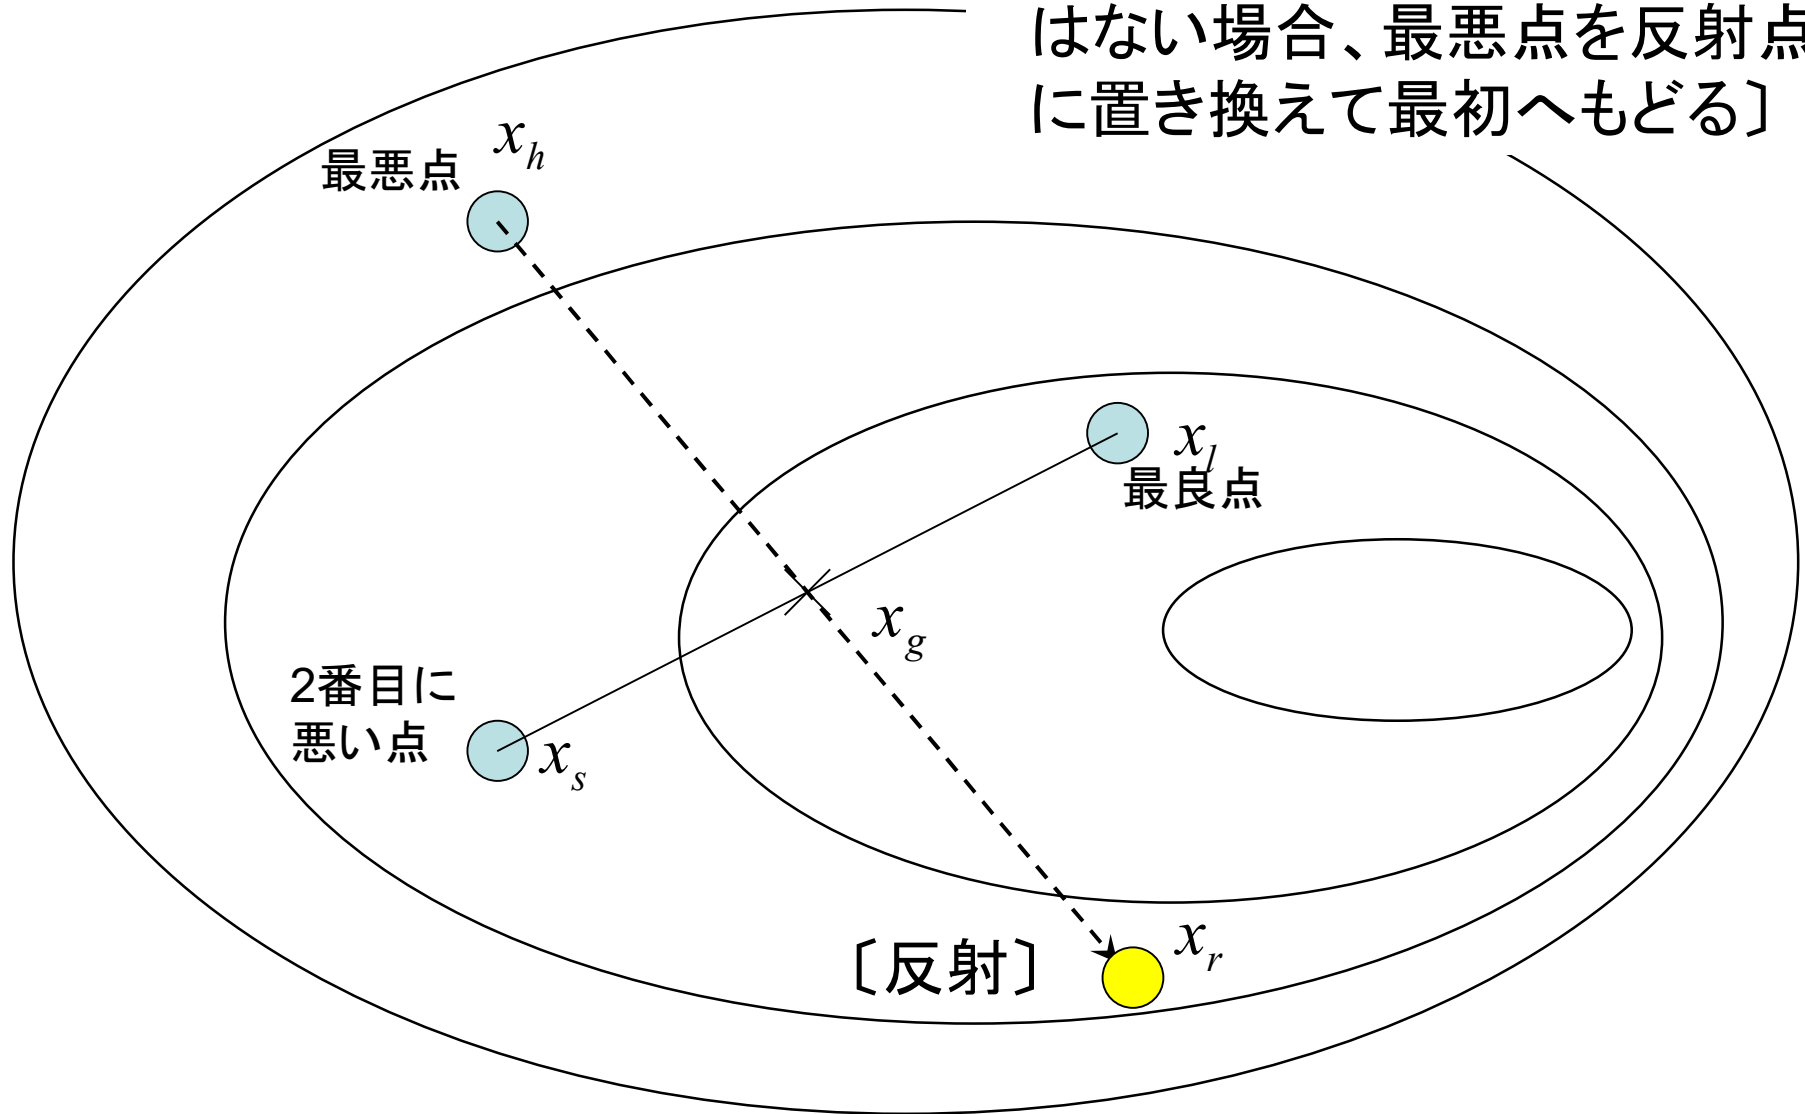 はない場合、最悪点を反射点
に置き換えて最初へもどる〕
x_h
最悪点
x_l
最良点
x_g
2番目に
悪い点
x_s
x_r
〔反射〕